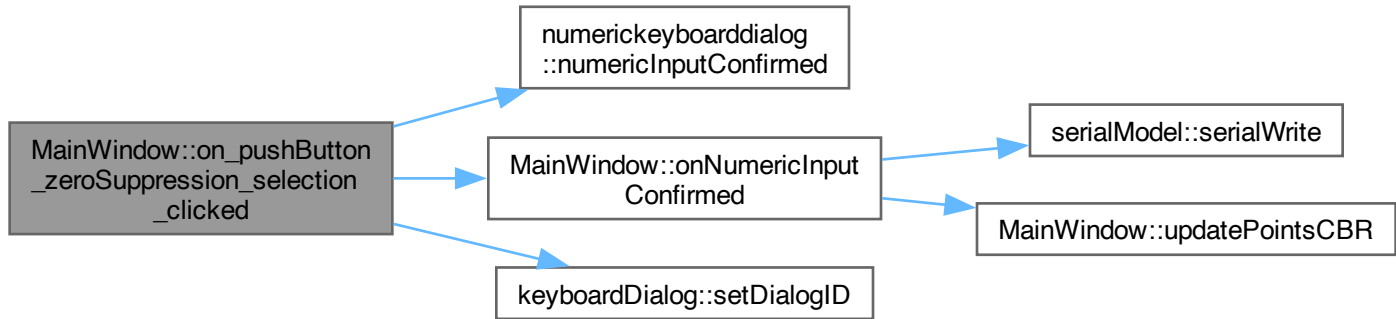 numerickeyboarddialog
::numericInputConfirmed
MainWindow::on_pushButton
_zeroSuppression_selection
_clicked
MainWindow::onNumericInput
Confirmed
serialModel::serialWrite
MainWindow::updatePointsCBR
keyboardDialog::setDialogID